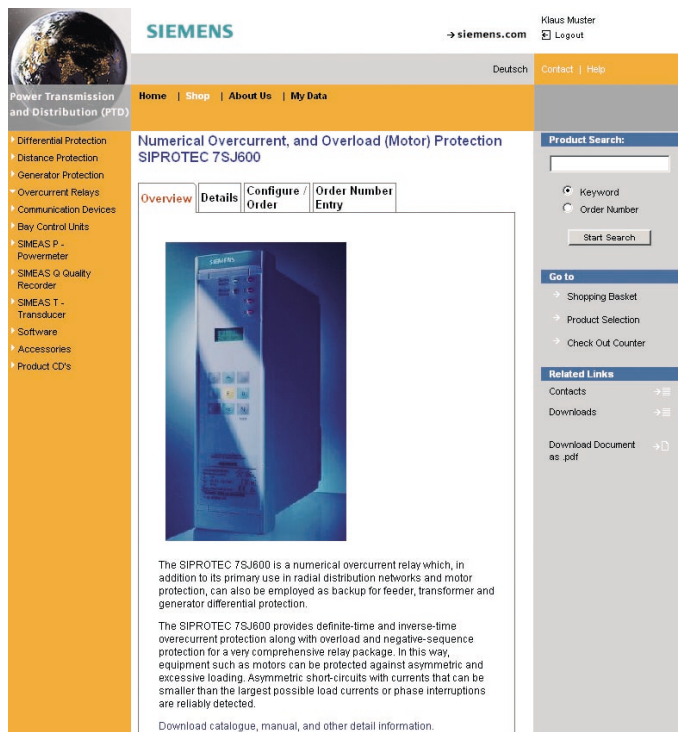 SIEMENS
siemens.com
Klaus Muster
Logout
Deutsch
Contact | Help
Power Transmission
and Distribution (PTD)
Home | Shop | About Us | My Data
Differential Protection
Distance Protection
Generator Protection
Overcurrent Relays
Communication Devices
Bay Control Units
SIMEAS P -
Powermeter
SIMEAS Q Quality
Recorder
SIMEAS T -
Transducer
Software
Accessories
Product CD's
Numerical Overcurrent, and Overload (Motor) Protection
SIPROTEC 7SJ600
Overview
Details
Configure /
Order
Order Number
Entry
SIEMENS
The SIPROTEC 7SJ600 is a numerical overcurrent relay which, in
addition to its primary use in radial distribution networks and motor
protection, can also be employed as backup for feeder, transformer and
generator differential protection.
The SIPROTEC 7SJ600 provides definite-time and inverse-time
overecurrent protection along with overload and negative-sequence
protection for a very comprehensive relay package. In this way,
equipment such as motors can be protected against asymmetric and
excessive loading. Asymmetric short-circuits with currents that can be
smaller than the largest possible load currents or phase interruptions
are reliably detected.
Download catalogue, manual, and other detail information.
Product Search:
Keyword
Order Number
Start Search
Go to
Shopping Basket
Product Selection
Check Out Counter
Related Links
Contacts
Downloads
Download Document
as .pdf